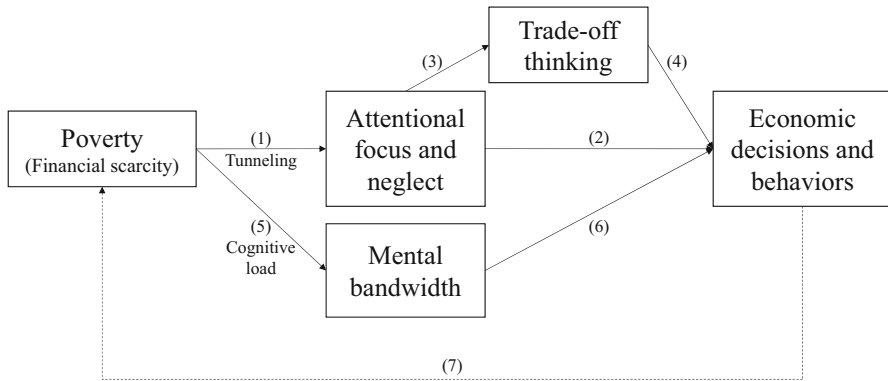 Trade-off
thinking
(3)
(4)
Poverty
(Financial scarcity)
(1)
Tunneling
Attentional
focus and
neglect
(2)
Economic
decisions and
behaviors
(5)
Cognitive
load
Mental
bandwidth
(6)
(7)